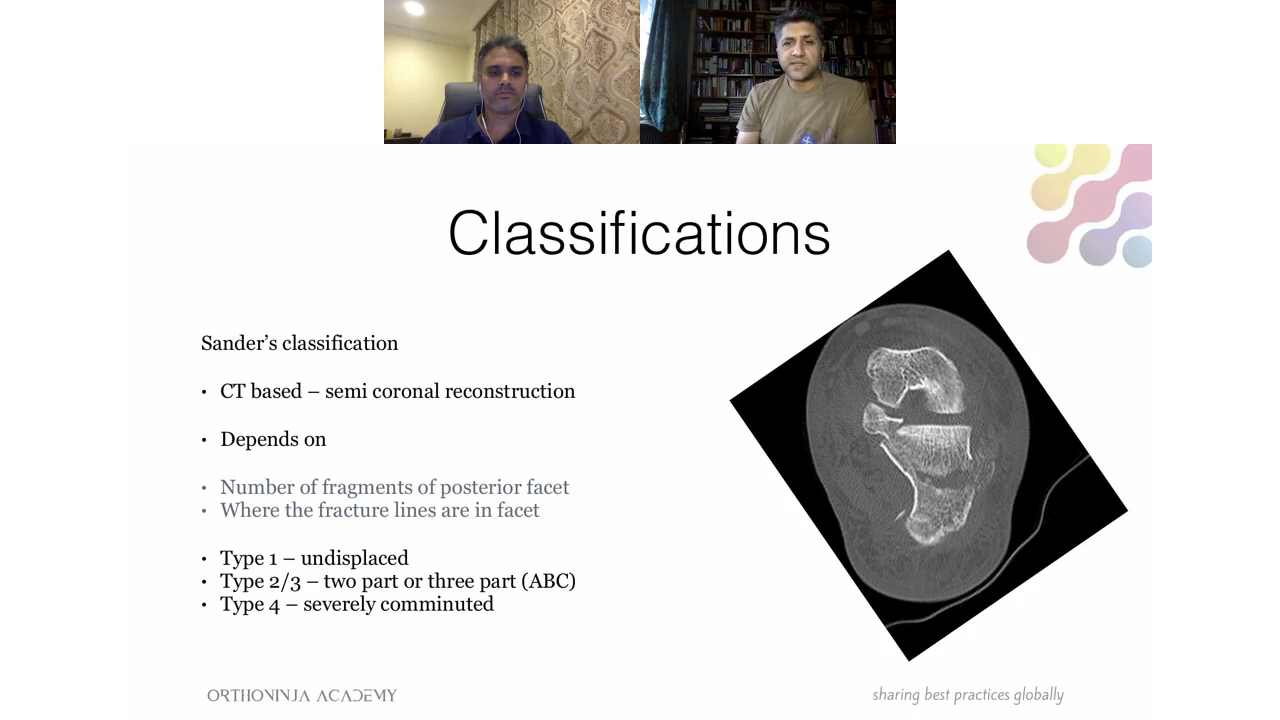 Classifications
Sander’s classification
• CT based – semi coronal reconstruction
• Depends on
• Number of fragments of posterior facet
• Where the fracture lines are in facet
• Type 1 – undisplaced
• Type 2/3 – two part or three part (ABC)
• Type 4 – severely comminuted
ORTHONINJA ACADEMY
sharing best practices globally